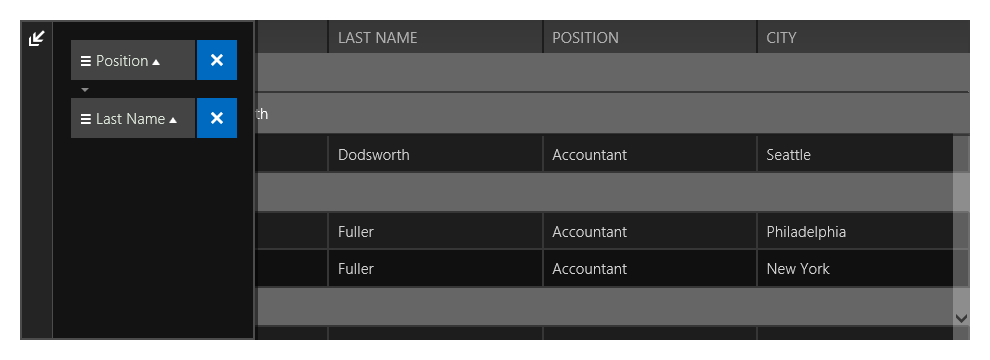 LAST NAME POSITION CITY
Position
Last Name
th
Dodsworth Accountant Seattle
Fuller Accountant Philadelphia
Fuller Accountant New York